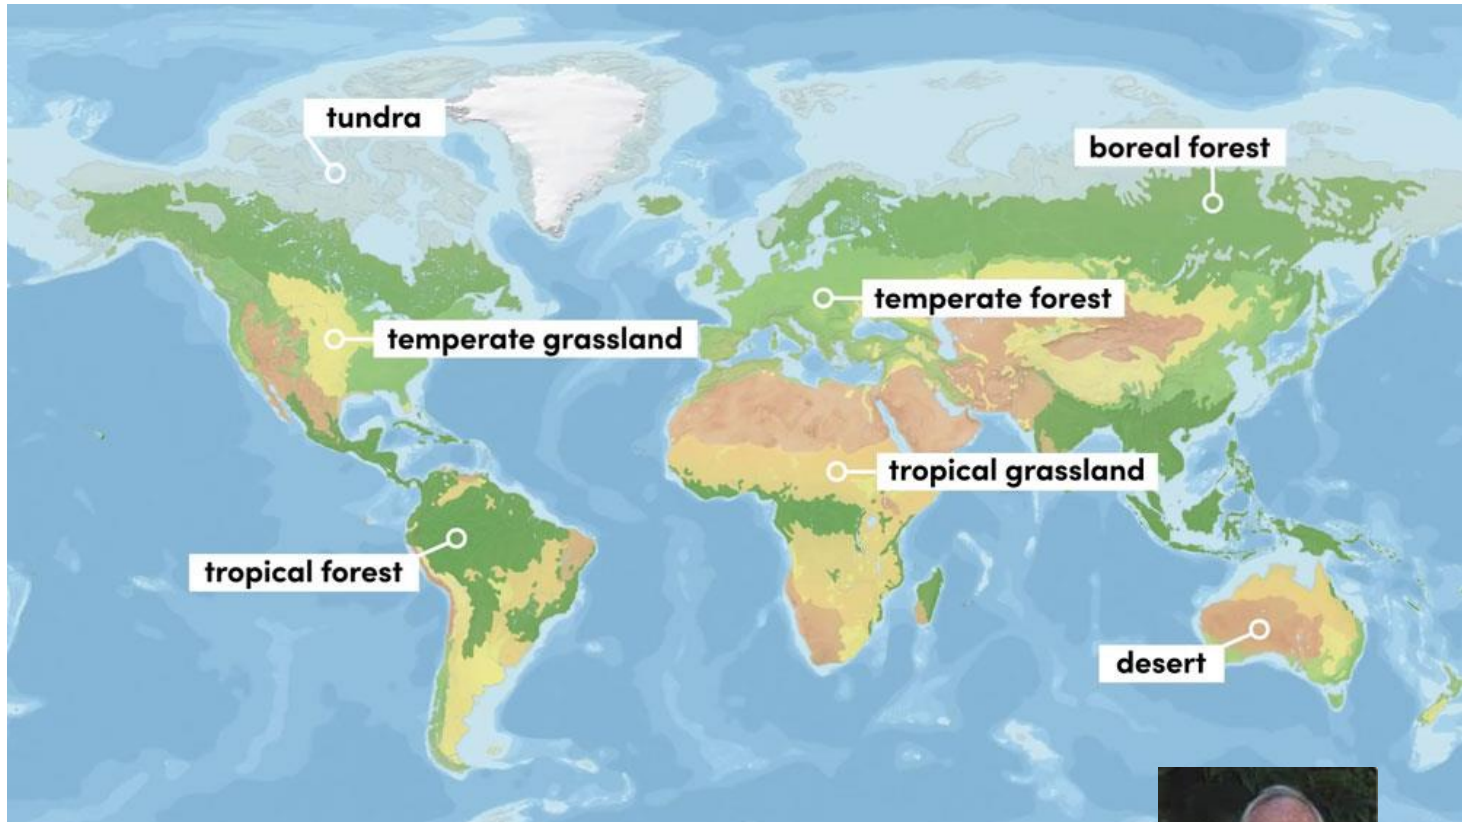 tundra
boreal forest
temperate forest
temperate grassland
tropical grassland
tropical forest
desert